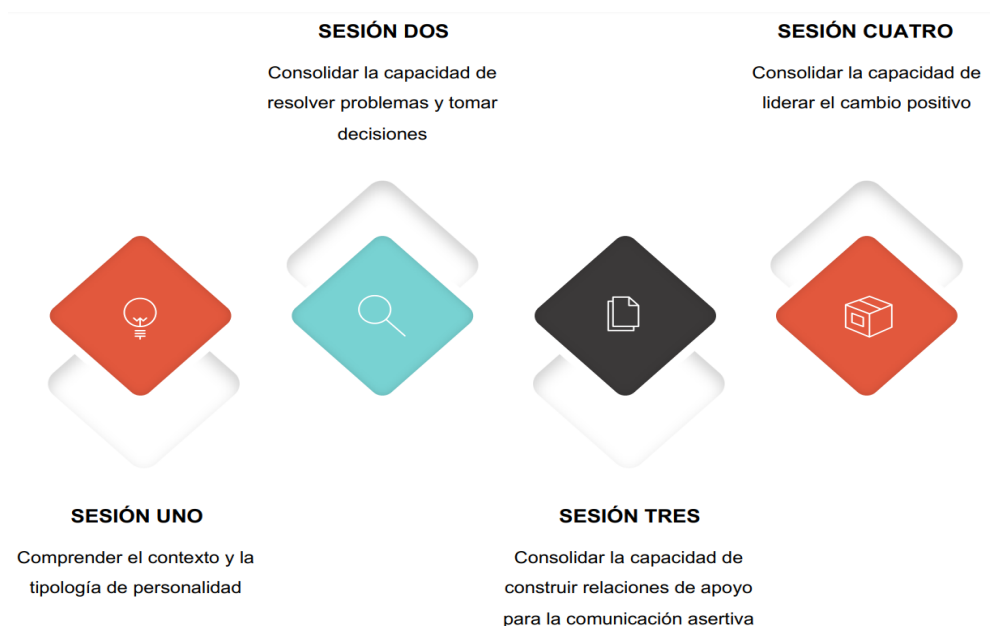 SESIÓN DOS
Consolidar la capacidad de
resolver problemas y tomar
decisiones
SESIÓN CUATRO
Consolidar la capacidad de
liderar el cambio positivo
SESIÓN UNO
Comprender el contexto y la
tipología de personalidad
SESIÓN TRES
Consolidar la capacidad de
construir relaciones de apoyo
para la comunicación asertiva